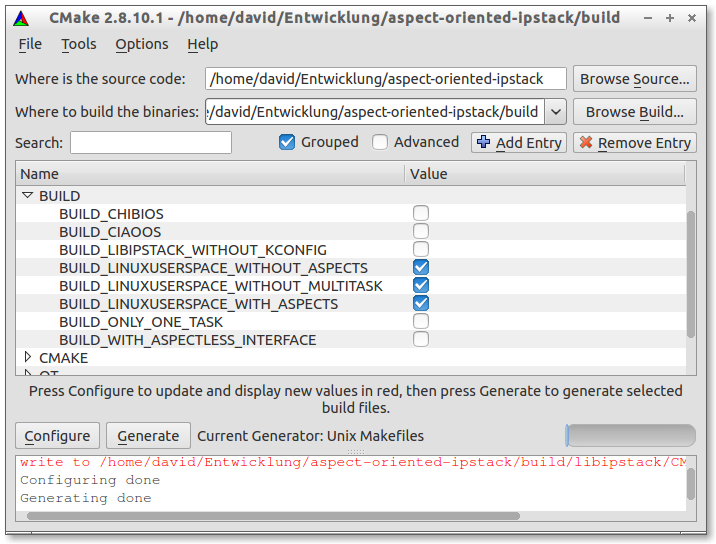 CMake 2.8.10.1 - /home/david/Entwicklung/aspect-oriented-ipstack/build
File Tools Options Help
Where is the source code: /home/david/Entwicklung/aspect-oriented-ipstack Browse Source...
Where to build the binaries: e/david/Entwicklung/aspect-oriented-ipstack/build Browse Build...
Search: Grouped Advanced Add Entry Remove Entry
Name Value
BUILD
BUILD_CHIBIOS
BUILD_CIAOOS
BUILD_LIBIPSTACK_WITHOUT_KCONFIG
BUILD_LINUXUSERSPACE_WITHOUT_ASPECTS
BUILD_LINUXUSERSPACE_WITHOUT_MULTITASK
BUILD_LINUXUSERSPACE_WITH_ASPECTS
BUILD_ONLY_ONE_TASK
BUILD_WITH_ASPECTLESS_INTERFACE
CMAKE
QT
Press Configure to update and display new values in red, then press Generate to generate selected
build files.
Configure Generate Current Generator: Unix Makefiles
write to /home/david/Entwicklung/aspect-oriented-ipstack/build/libipstack/CM
Configuring done
Generating done